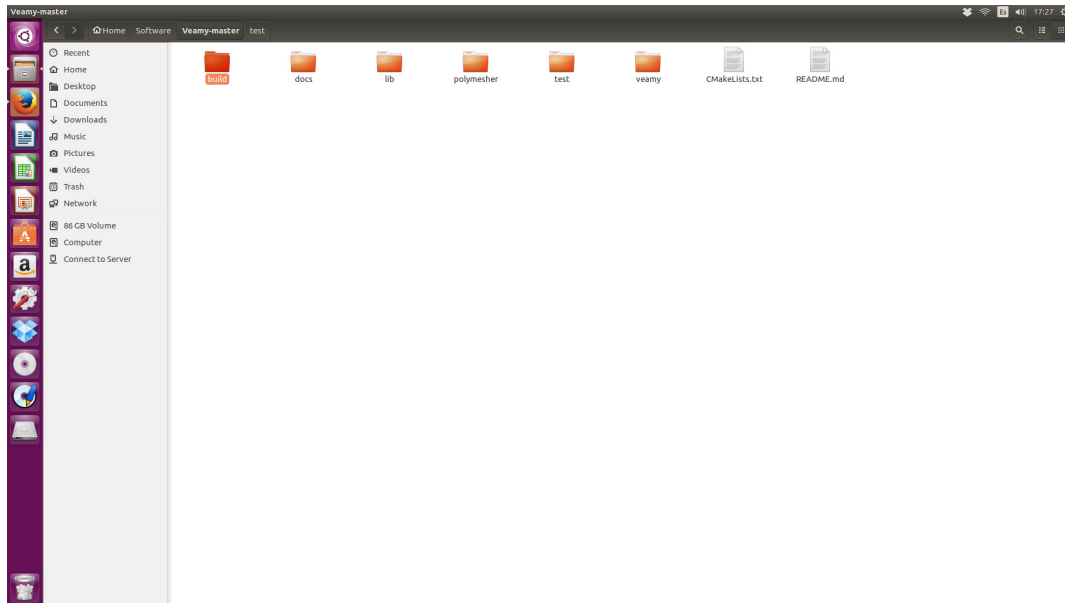 Veamy-master
Es
17:27
Home Software Veamy-master test
Recent
Home
Desktop
Documents
Downloads
Music
Pictures
Videos
Trash
Network
86 GB Volume
Computer
Connect to Server
build docs lib polymesher test veamy CMakeLists.txt README.md